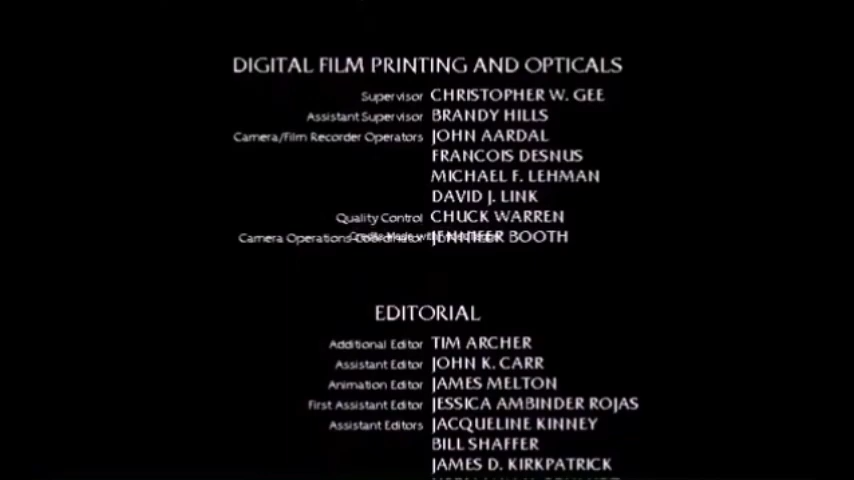 DIGITAL FILM PRINTING AND OPTICALS
Supervisor CHRISTOPHER W. GEE
Assistant Supervisor BRANDY HILLS
Camera/Film Recorder Operators JOHN AARDAL
FRANCOIS DESNUS
MICHAEL F. LEHMAN
DAVID J. LINK
Quality Control CHUCK WARREN
Camera Operations Coordinator JENNIFER BOOTH
Credits Made with
EDITORIAL
Additional Editor TIM ARCHER
Assistant Editor JOHN K. CARR
Animation Editor JAMES MELTON
First Assistant Editor JESSICA AMBINDER ROJAS
Assistant Editors JACQUELINE KINNEY
BILL SHAFFER
JAMES D. KIRKPATRICK